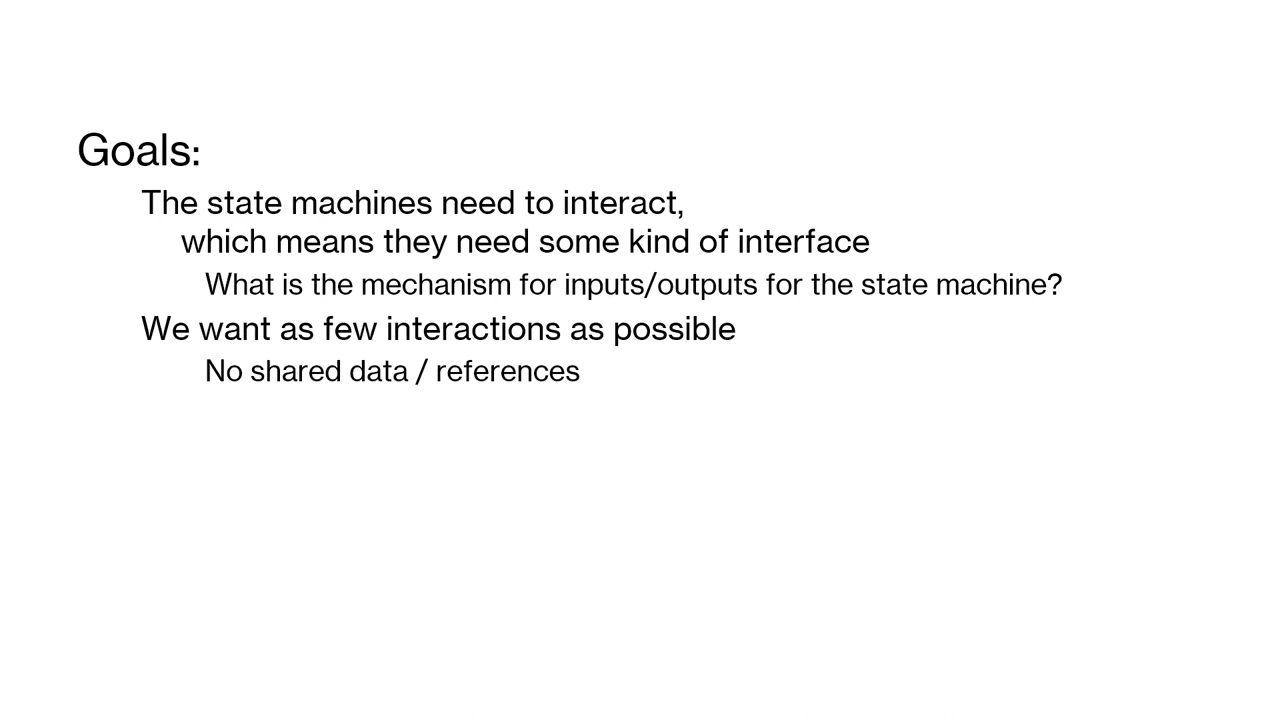 Goals:
The state machines need to interact,
which means they need some kind of interface
What is the mechanism for inputs/outputs for the state machine?
We want as few interactions as possible
No shared data / references